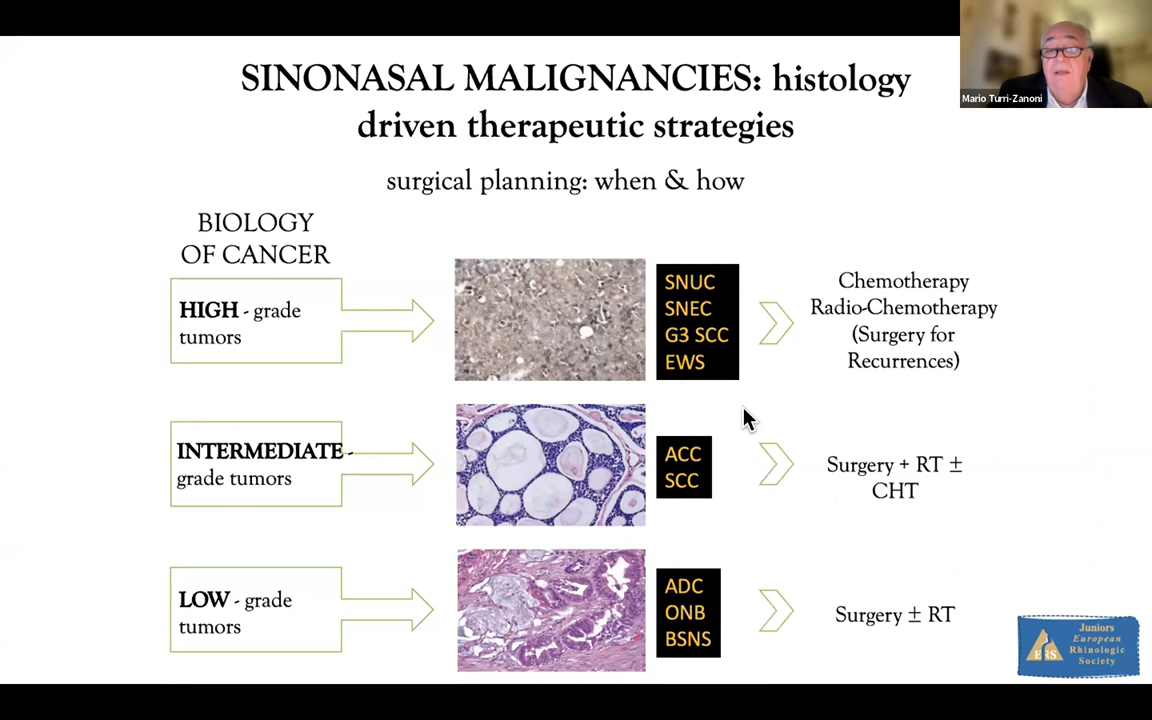 SINONASAL MALIGNANCIES: histology
driven therapeutic strategies
surgical planning: when & how
Mario Turri-Zanoni
BIOLOGY
OF CANCER
HIGH - grade
tumors
SNUC
SNEC
G3 SCC
EWS
Chemotherapy
Radio-Chemotherapy
(Surgery for
Recurrences)
INTERMEDIATE -
grade tumors
ACC
SCC
Surgery + RT ±
CHT
LOW - grade
tumors
ADC
ONB
BSNS
Surgery ± RT
Juniors
European
Rhinologic
Society
ERS